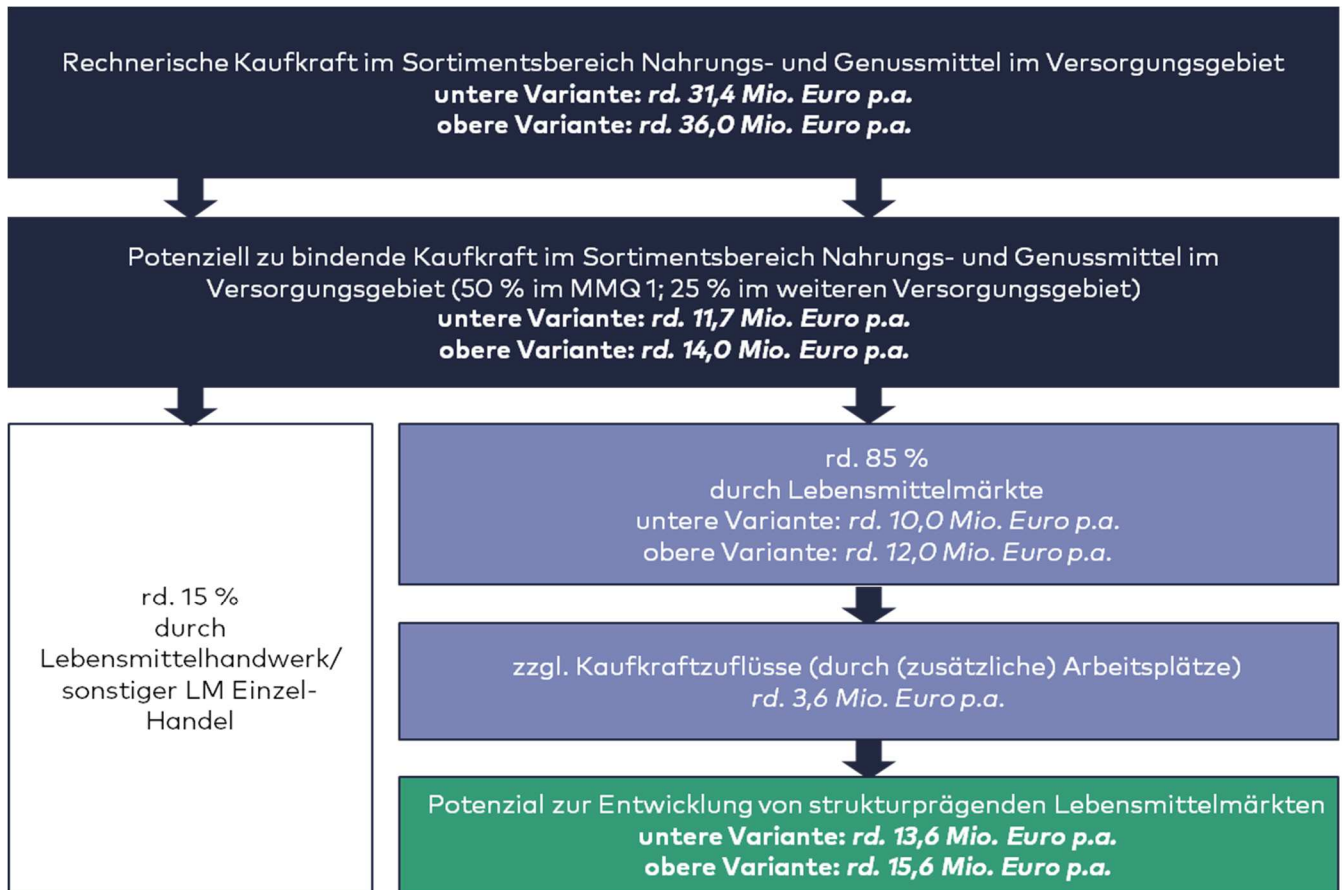 Rechnerische Kaufkraft im Sortimentsbereich Nahrungs- und Genussmittel im Versorgungsgebiet
untere Variante: rd. 31,4 Mio. Euro p.a.
obere Variante: rd. 36,0 Mio. Euro p.a.
Potenziell zu bindende Kaufkraft im Sortimentsbereich Nahrungs- und Genussmittel im
Versorgungsgebiet (50 % im MMQ 1; 25 % im weiteren Versorgungsgebiet)
untere Variante: rd. 11,7 Mio. Euro p.a.
obere Variante: rd. 14,0 Mio. Euro p.a.
rd. 15 %
durch
Lebensmittelhandwerk/
sonstiger LM Einzel-
Handel
rd. 85 %
durch Lebensmittelmärkte
untere Variante: rd. 10,0 Mio. Euro p.a.
obere Variante: rd. 12,0 Mio. Euro p.a.
zzgl. Kaufkraftzuflüsse (durch (zusätzliche) Arbeitsplätze)
rd. 3,6 Mio. Euro p.a.
Potenzial zur Entwicklung von strukturprägenden Lebensmittelmärkten
untere Variante: rd. 13,6 Mio. Euro p.a.
obere Variante: rd. 15,6 Mio. Euro p.a.